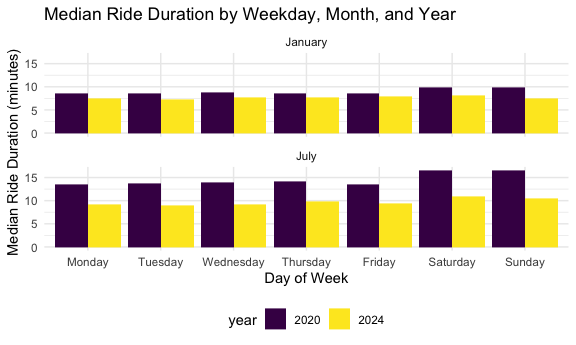 Median Ride Duration by Weekday, Month, and Year
Median Ride Duration (minutes)
January
15
10
5
0
July
15
10
5
0
Monday Tuesday Wednesday Thursday Friday Saturday Sunday
Day of Week
year 2020 2024